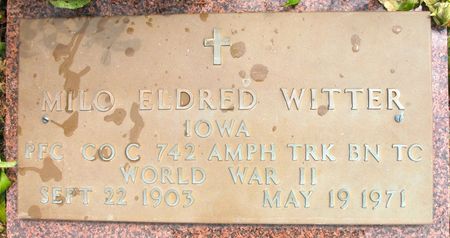 MILO ELDRED WITTER
IOWA
PFC CO C 742 AMPH TRK BN TC
WORLD WAR II
SEPT 22 1903 MAY 19 1971